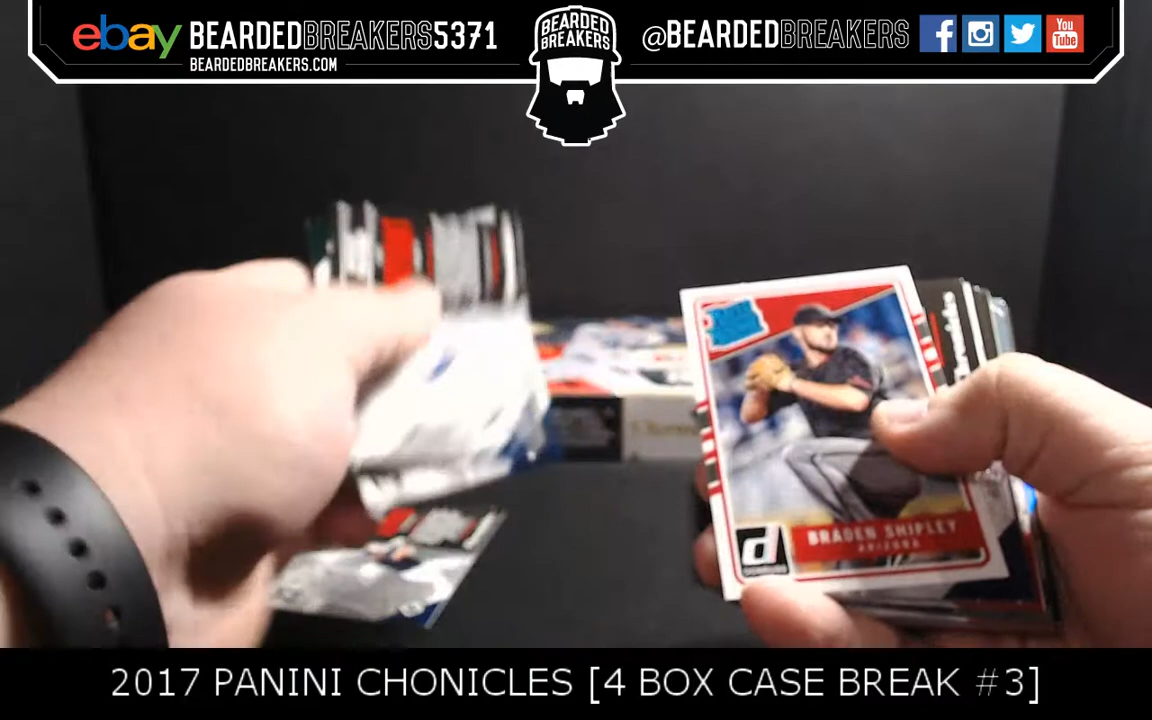 ebay BEARDEDBREAKERS5371
BEARDEDBREAKERS.COM
BEARDED
BREAKERS
@BEARDEDBREAKERS
You
Tube
BRADEN SHIPLEY
ARIZONA
d
2017 PANINI CHONICLES [4 BOX CASE BREAK #3]